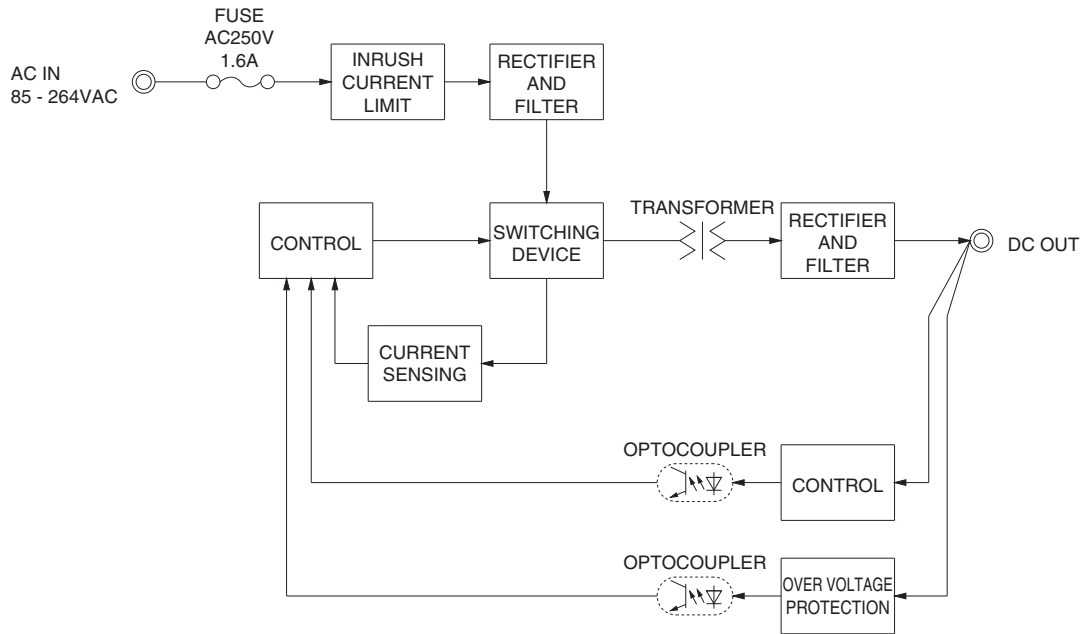 FUSE
AC250V
1.6A
AC IN
85 - 264VAC
INRUSH
CURRENT
LIMIT
RECTIFIER
AND
FILTER
CONTROL
SWITCHING
DEVICE
TRANSFORMER
RECTIFIER
AND
FILTER
DC OUT
CURRENT
SENSING
OPTOCOUPLER
CONTROL
OPTOCOUPLER
OVER VOLTAGE
PROTECTION